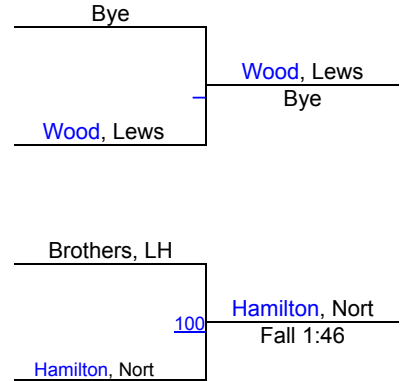 Bye
Wood, Lews
Bye
Wood, Lews
Brothers, LH
Hamilton, Nort
100
Fall 1:46
Hamilton, Nort